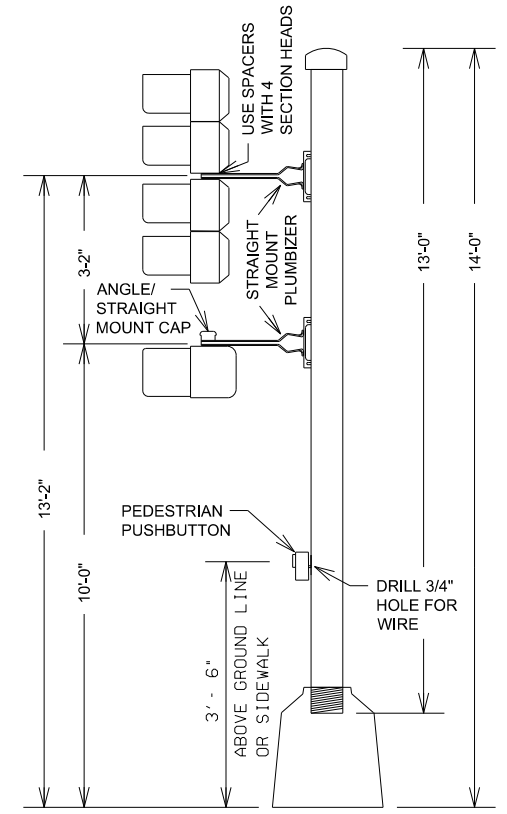 USE SPACERS
WITH 4
SECTION HEADS
STRAIGHT
MOUNT
PLUMBIZER
ANGLE/
STRAIGHT
MOUNT CAP
3-2"
13'-2"
10'-0"
13'-0"
14'-0"
PEDESTRIAN
PUSHBUTTON
DRILL 3/4"
HOLE FOR
WIRE
3' - 6"
ABOVE GROUND LINE
OR SIDEWALK